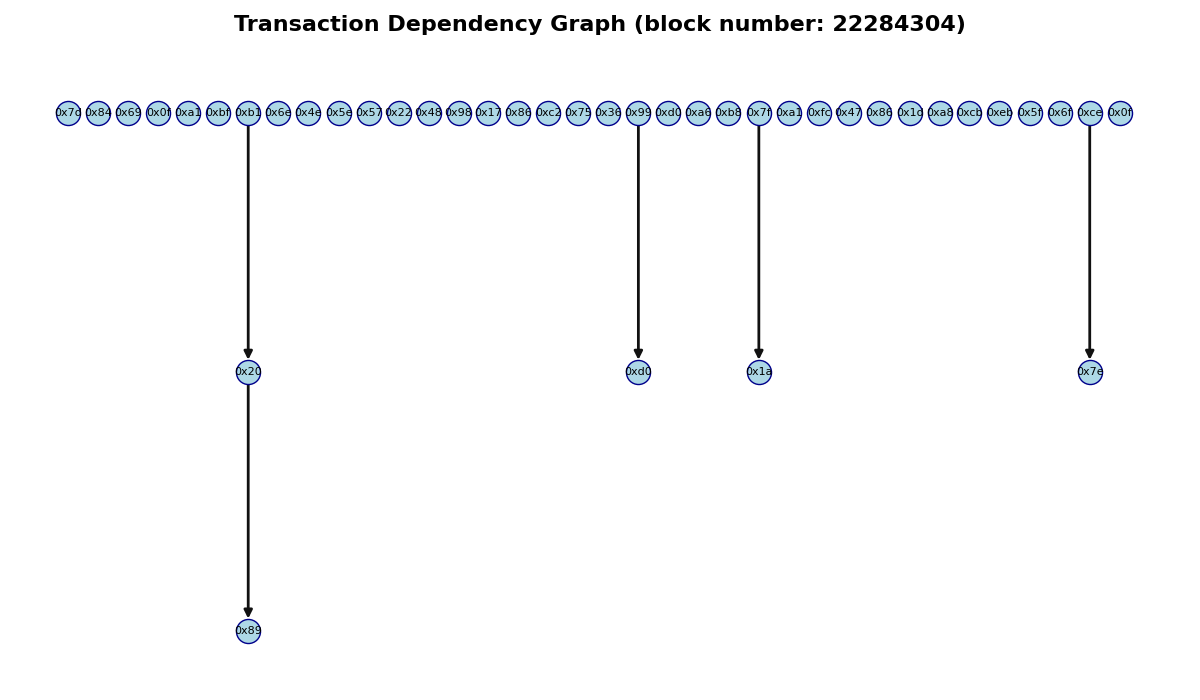 Transaction Dependency Graph (block number: 22284304)
0x7d 0x84 0x69 0x0f 0xa1 0xbf 0xb1 0x6e 0x4e 0x5e 0x57 0x22 0x48 0x98 0x17 0x86 0xc2 0x75 0x36 0x99 0xd0 0xa6 0xb8 0x7f 0xa1 0xfc 0x47 0x86 0x1d 0xa8 0xcb 0xeb 0x5f 0x6f 0xce 0x0f
0x20 0xd0 0x1a 0x7e
0x89